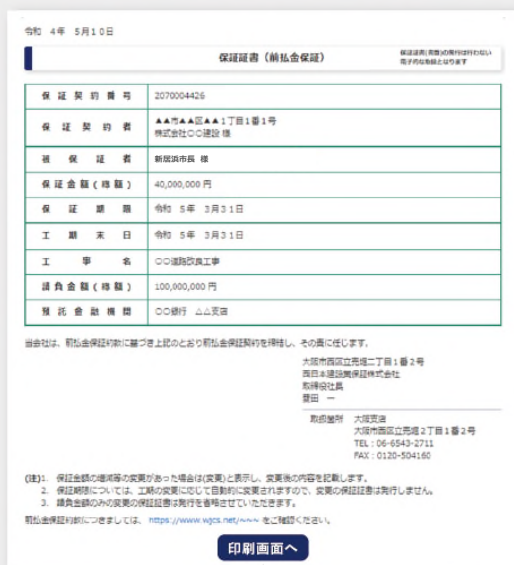 令和 4年 5月10日
保証証書（前払金保証）
保証証書(書面)の発行は行わない
電子的な取扱となります
保証契約番号 2070004426
保証契約者 ▲▲市▲▲区▲▲1丁目1番1号
株式会社〇〇建設 様
被保証者 新居浜市長 様
保証金額(総額) 40,000,000 円
保証期限 令和 5年 3月31日
工期末日 令和 5年 3月31日
工事名 〇〇道路改良工事
請負金額(総額) 100,000,000 円
預託金融機関 〇〇銀行 △△支店
当会社は、前払金保証約款に基づき上記のとおり前払金保証契約を締結し、その責に任じます。
大阪市西区立売堀二丁目1番2号
西日本建設業保証株式会社
取締役社長
豊田 一
取扱箇所 大阪支店
大阪市西区立売堀2丁目1番2号
TEL：06-6543-2711
FAX：0120-504160
(注)1. 保証金額の増減等の変更があった場合は(変更)と表示し、変更後の内容を記載します。
2. 保証期限については、工期の変更に応じて自動的に変更されますので、変更の保証証書は発行しません。
3. 請負金額のみの変更の保証証書は発行を省略させていただきます。
前払金保証約款につきましては、 https://www.wjcs.net/~~~ をご確認ください。
印刷画面へ